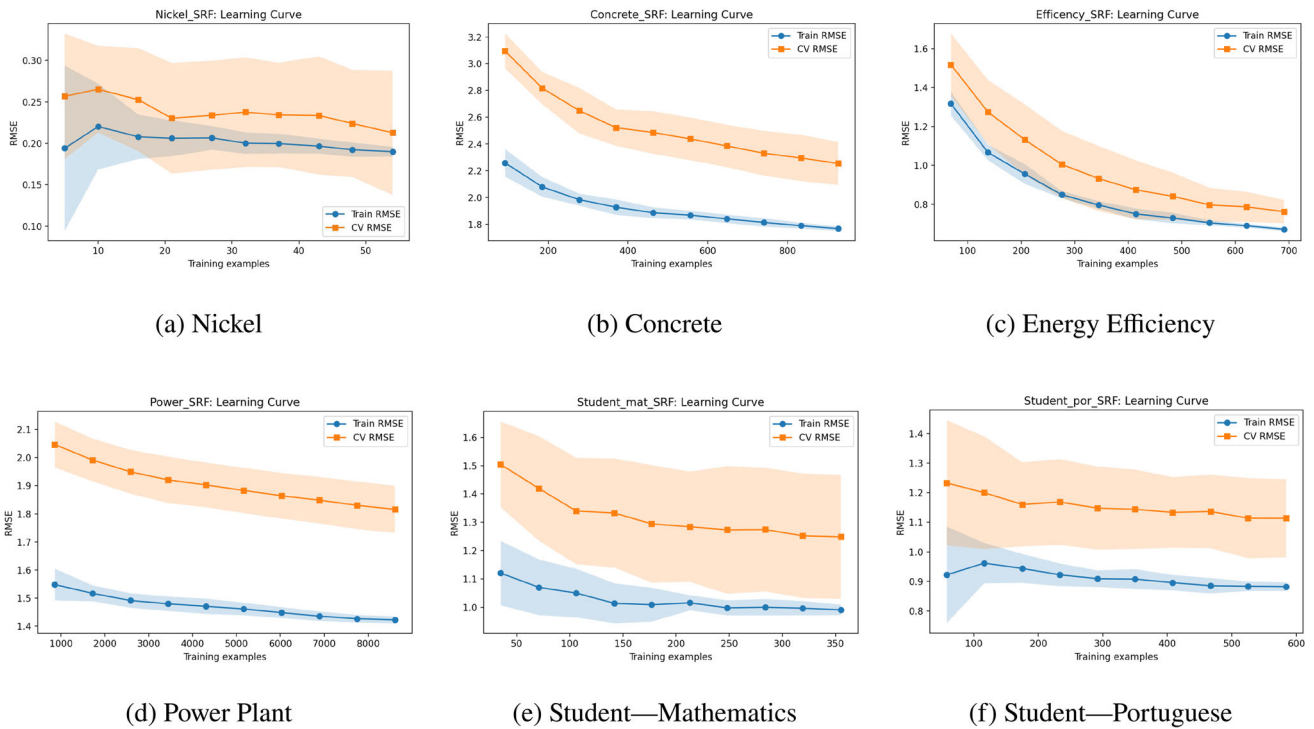 Nickel_SRF: Learning Curve
RMSE
0.30
0.25
0.20
0.15
0.10
Train RMSE
CV RMSE
10 20 30 40 50
Training examples
(a) Nickel
Concrete_SRF: Learning Curve
RMSE
3.2
3.0
2.8
2.6
2.4
2.2
2.0
1.8
Train RMSE
CV RMSE
200 400 600 800
Training examples
(b) Concrete
Efficency_SRF: Learning Curve
RMSE
1.6
1.4
1.2
1.0
0.8
Train RMSE
CV RMSE
100 200 300 400 500 600 700
Training examples
(c) Energy Efficiency
Power_SRF: Learning Curve
RMSE
2.1
2.0
1.9
1.8
1.7
1.6
1.5
1.4
Train RMSE
CV RMSE
1000 2000 3000 4000 5000 6000 7000 8000
Training examples
(d) Power Plant
Student_mat_SRF: Learning Curve
RMSE
1.6
1.5
1.4
1.3
1.2
1.1
1.0
Train RMSE
CV RMSE
50 100 150 200 250 300 350
Training examples
(e) Student—Mathematics
Student_por_SRF: Learning Curve
RMSE
1.4
1.3
1.2
1.1
1.0
0.9
0.8
Train RMSE
CV RMSE
100 200 300 400 500 600
Training examples
(f) Student—Portuguese